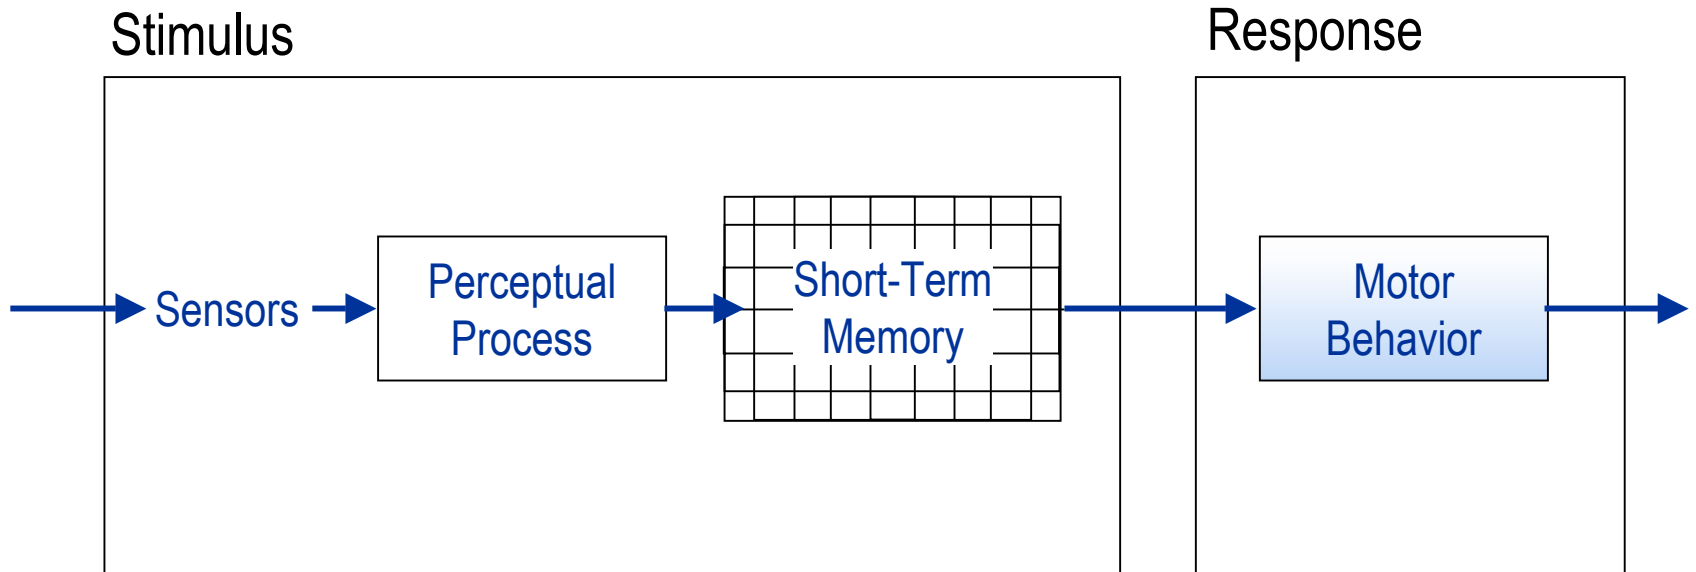 Stimulus
Response
Sensors
Perceptual
Process
Short-Term
Memory
Motor
Behavior